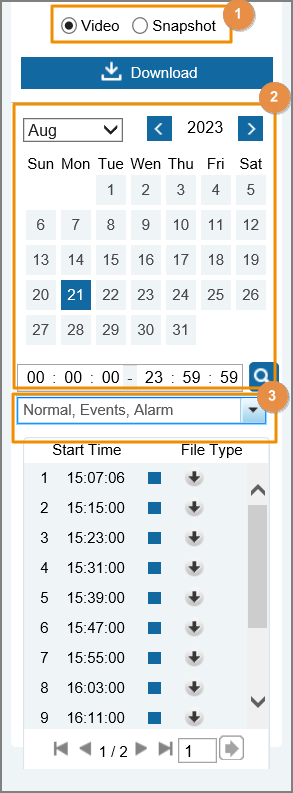 1
Video Snapshot
Download
2
Aug 2023
Sun Mon Tue Wen Thu Fri Sat
1 2 3 4 5
6 7 8 9 10 11 12
13 14 15 16 17 18 19
20 21 22 23 24 25 26
27 28 29 30 31
00 : 00 : 00 - 23 : 59 : 59
3
Normal, Events, Alarm
Start Time File Type
1 15:07:06
2 15:15:00
3 15:23:00
4 15:31:00
5 15:39:00
6 15:47:00
7 15:55:00
8 16:03:00
9 16:11:00
1 / 2 1